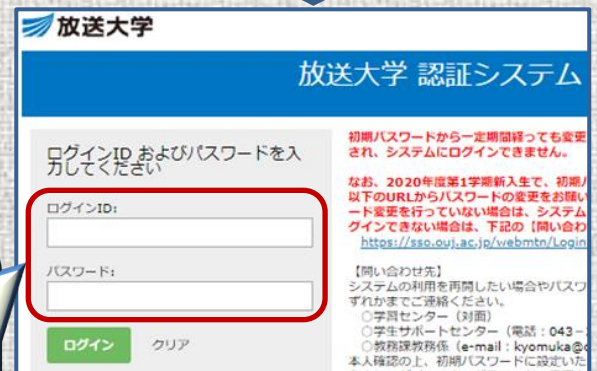 放送大学
放送大学 認証システム
ログインID およびパスワードを入
力してください
ログインID:
パスワード:
ログイン クリア
初期パスワードから一定期間経っても変更
され、システムにログインできません。
なお、2020年度第1学期新入生で、初期パ
以下のURLからパスワードの変更をお願い
ード変更を行っていない場合は、システム
グインできない場合は、下記の【問い合わ
https://sso.ouj.ac.jp/webmtn/Login
【問い合わせ先】
システムの利用を再開したい場合やパスワ
ずれかまでご連絡ください。
○学習センター（対面）
○学生サポートセンター（電話：043-
○教務課教務係（e-mail：kyomuka@
本人確認の上、初期パスワードに設定いた